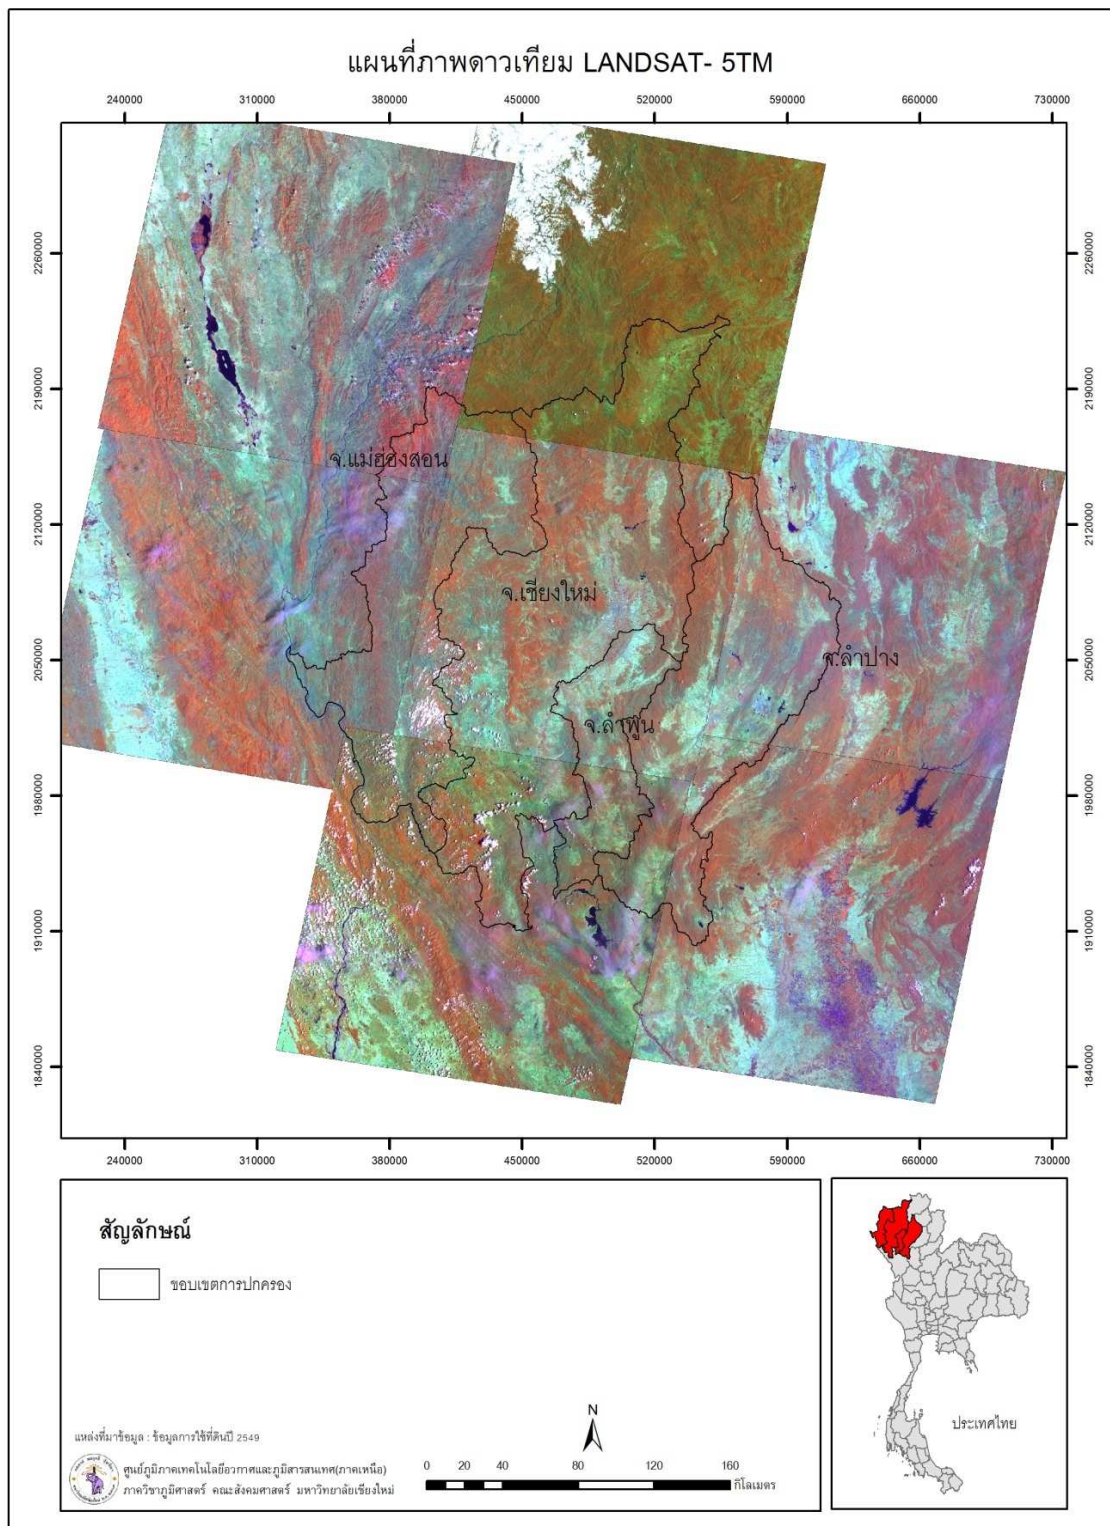 แผนที่ภาพดาวเทียม LANDSAT- 5TM
240000 310000 380000 450000 520000 590000 660000 730000
2260000 2260000
2190000 2190000
จ.แม่ฮ่องสอน
2120000 2120000
จ.เชียงใหม่
2050000 2050000
จ.ลำปาง
จ.ลำพูน
1980000 1980000
1910000 1910000
1840000 1840000
240000 310000 380000 450000 520000 590000 660000 730000
สัญลักษณ์
ขอบเขตการปกครอง
แหล่งที่มาข้อมูล : ข้อมูลการใช้ที่ดินปี 2549
ศูนย์ภูมิภาคเทคโนโลยีอวกาศและภูมิสารสนเทศ(ภาคเหนือ)
ภาควิชาภูมิศาสตร์ คณะสังคมศาสตร์ มหาวิทยาลัยเชียงใหม่
N
0 20 40 80 120 160
กิโลเมตร
ประเทศไทย